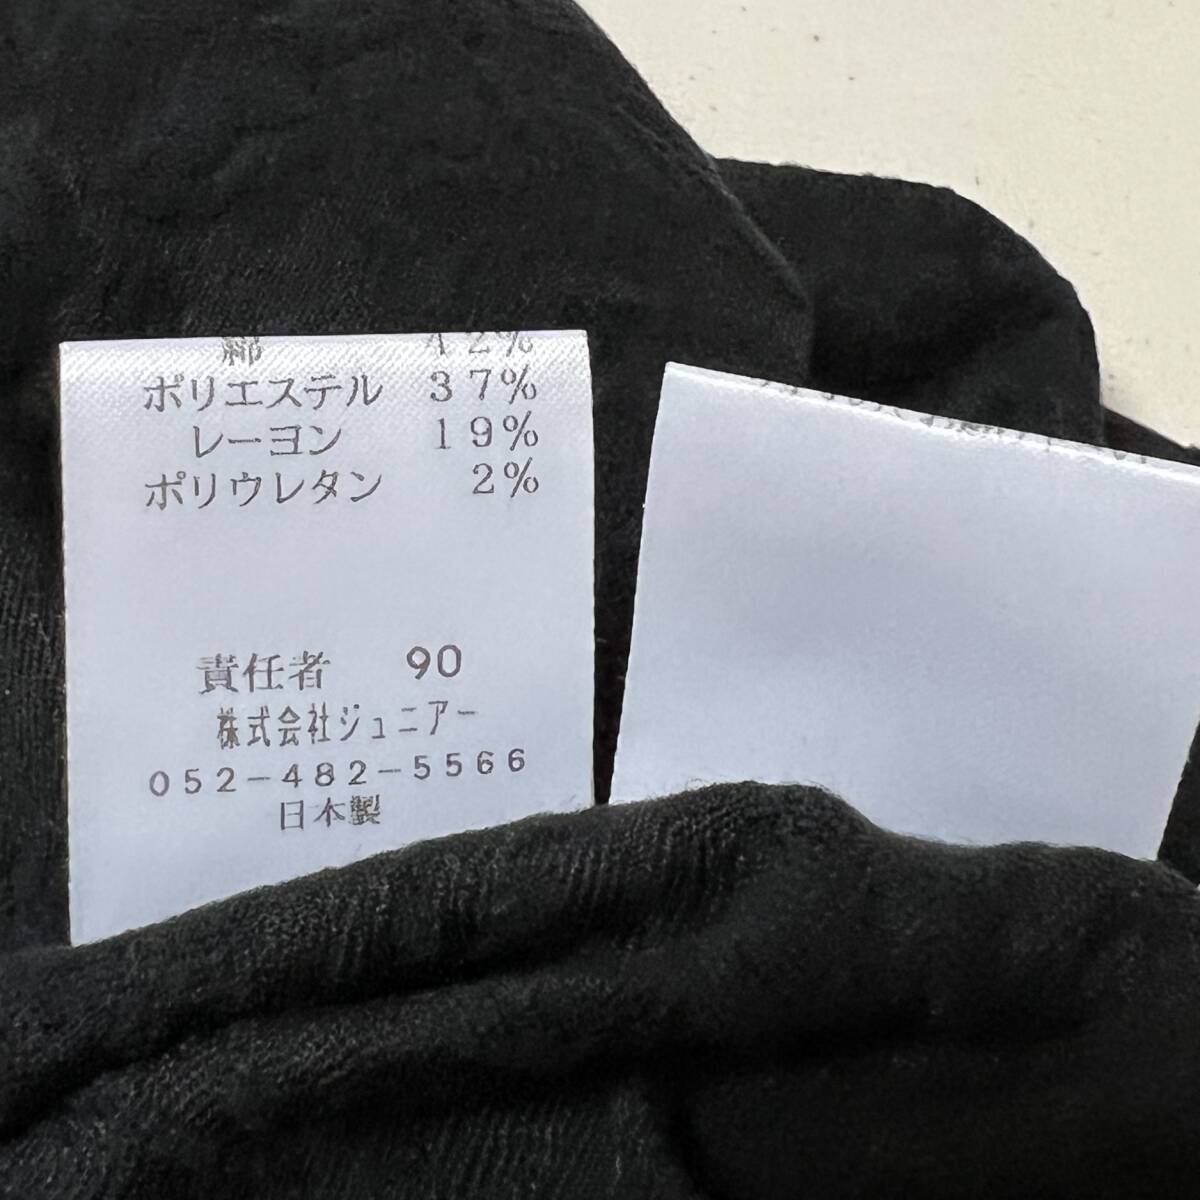 綿 42%
ポリエステル 37%
レーヨン 19%
ポリウレタン 2%
責任者 90
株式会社ジュニアー
052-482-5566
日本製